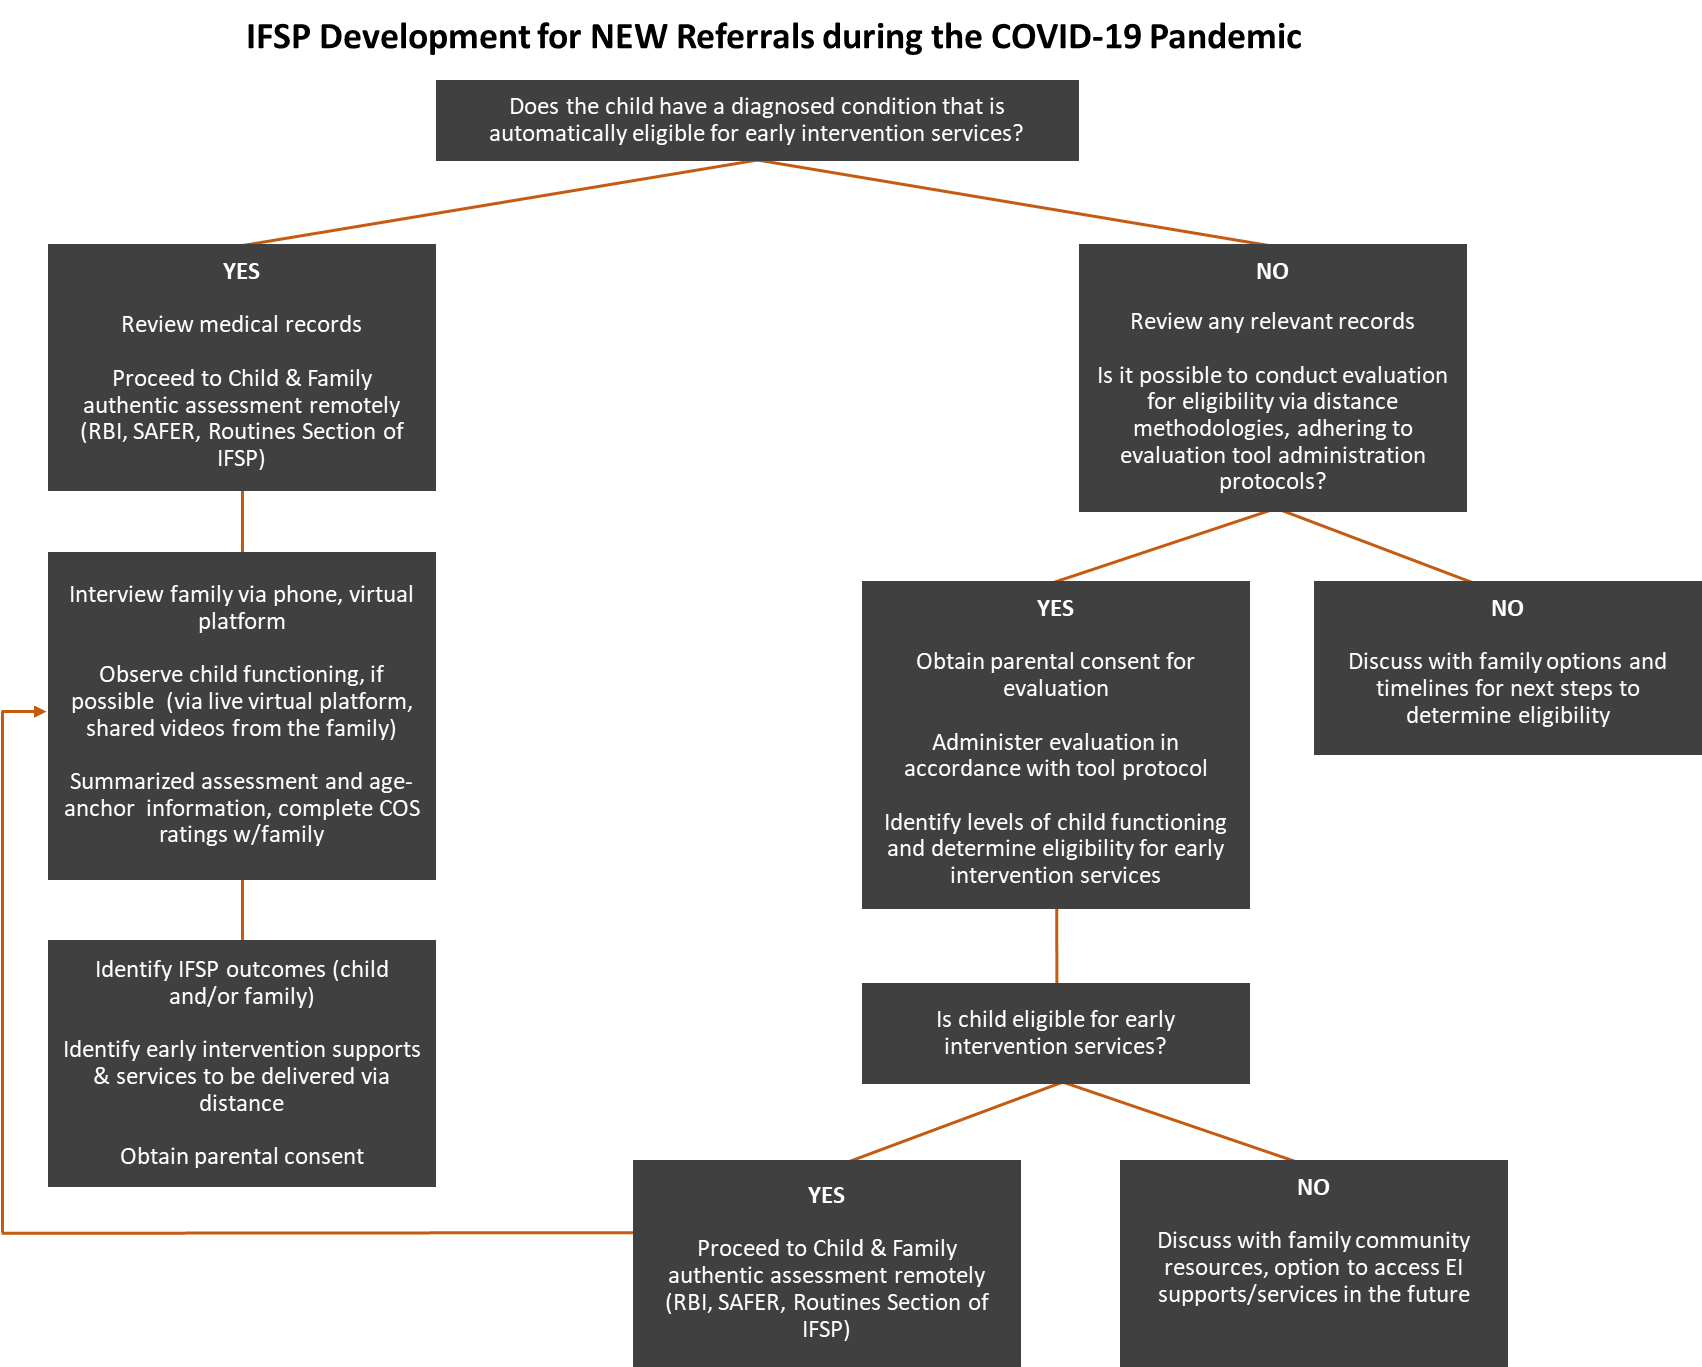 IFSP Development for NEW Referrals during the COVID-19 Pandemic
Does the child have a diagnosed condition that is
automatically eligible for early intervention services?
YES
Review medical records
Proceed to Child & Family
authentic assessment remotely
(RBI, SAFER, Routines Section of
IFSP)
NO
Review any relevant records
Is it possible to conduct evaluation
for eligibility via distance
methodologies, adhering to
evaluation tool administration
protocols?
Interview family via phone, virtual
platform
Observe child functioning, if
possible (via live virtual platform,
shared videos from the family)
Summarized assessment and age-
anchor information, complete COS
ratings w/family
YES
Obtain parental consent for
evaluation
Administer evaluation in
accordance with tool protocol
Identify levels of child functioning
and determine eligibility for early
intervention services
NO
Discuss with family options and
timelines for next steps to
determine eligibility
Identify IFSP outcomes (child
and/or family)
Identify early intervention supports
& services to be delivered via
distance
Obtain parental consent
Is child eligible for early
intervention services?
YES
Proceed to Child & Family
authentic assessment remotely
(RBI, SAFER, Routines Section of
IFSP)
NO
Discuss with family community
resources, option to access EI
supports/services in the future